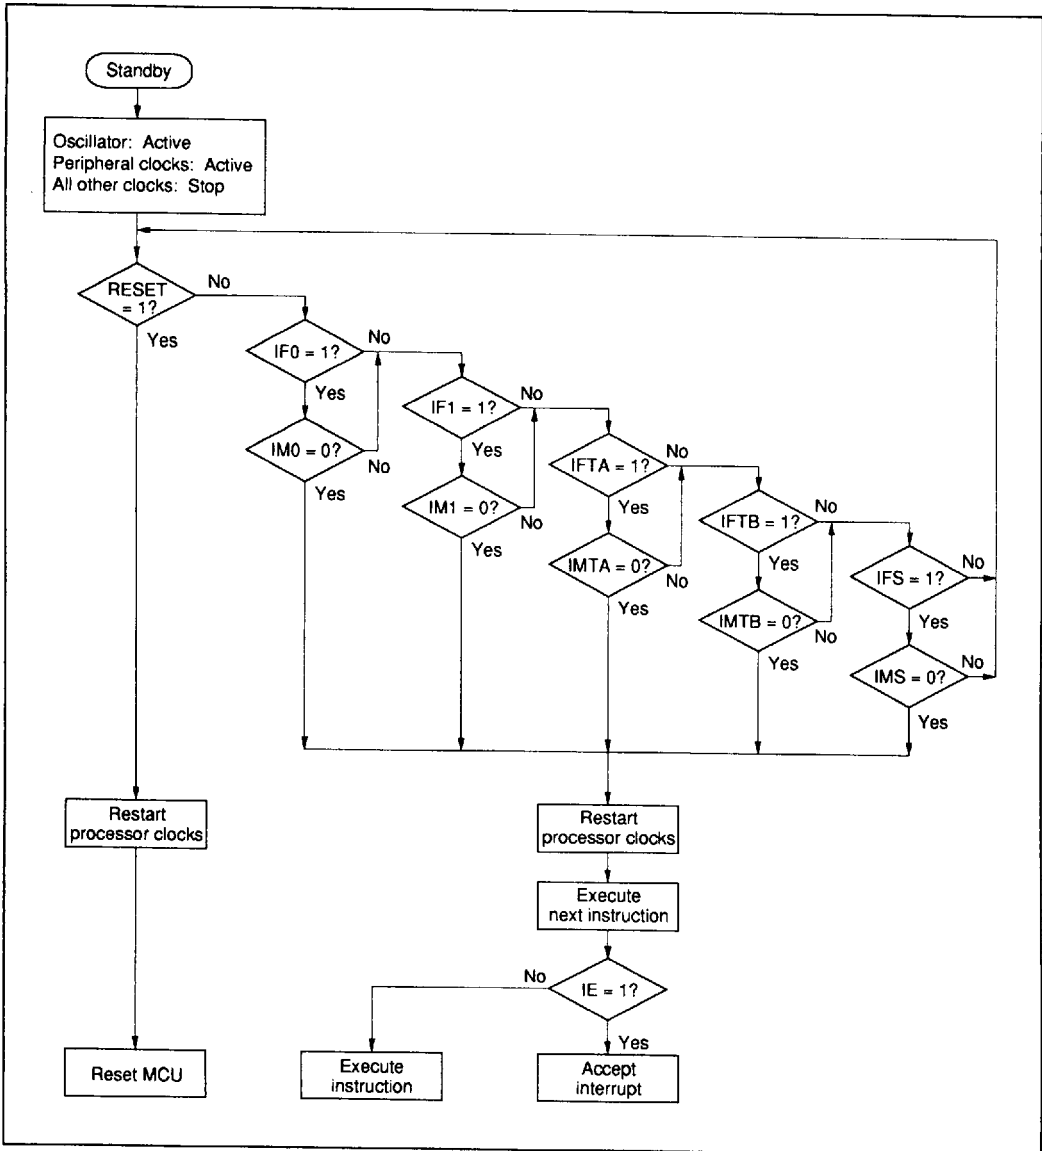 Standby
Oscillator: Active
Peripheral clocks: Active
All other clocks: Stop
RESET
= 1?
No
Yes
IF0 = 1?
No
Yes
IM0 = 0?
No
Yes
IF1 = 1?
No
Yes
IM1 = 0?
No
Yes
IFTA = 1?
No
Yes
IMTA = 0?
No
Yes
IFTB = 1?
No
Yes
IMTB = 0?
No
Yes
IFS = 1?
No
Yes
IMS = 0?
No
Yes
Restart
processor clocks
Reset MCU
Restart
processor clocks
Execute
next instruction
IE = 1?
No
Yes
Execute
instruction
Accept
interrupt